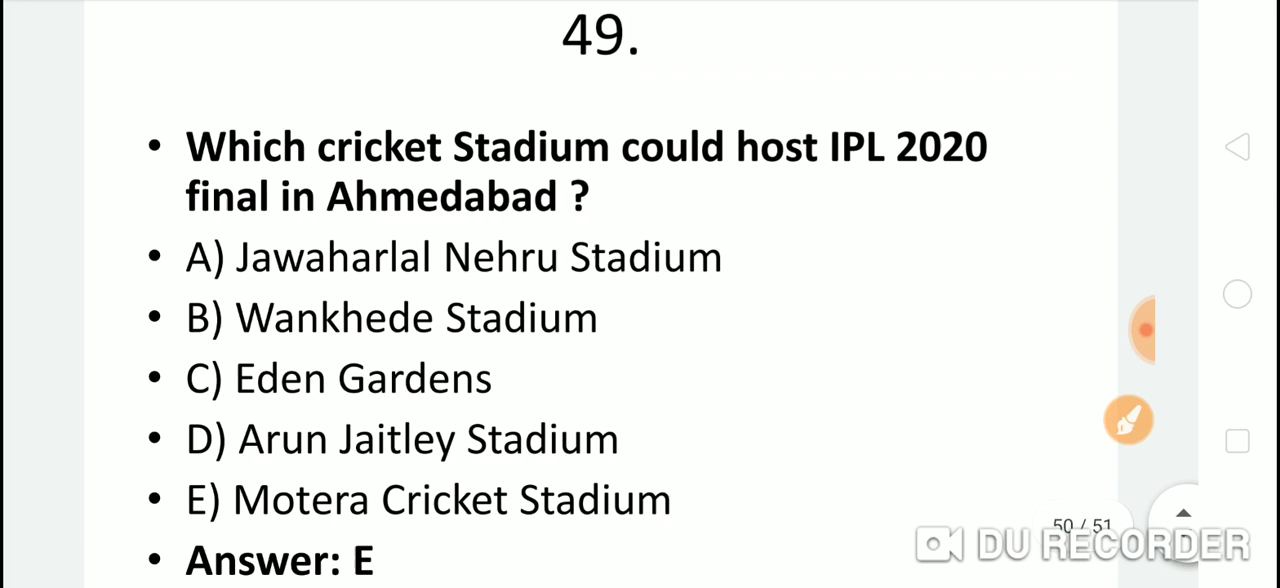 49.
• Which cricket Stadium could host IPL 2020
final in Ahmedabad ?
• A) Jawaharlal Nehru Stadium
• B) Wankhede Stadium
• C) Eden Gardens
• D) Arun Jaitley Stadium
• E) Motera Cricket Stadium
• Answer: E
50 / 51
DU RECORDER